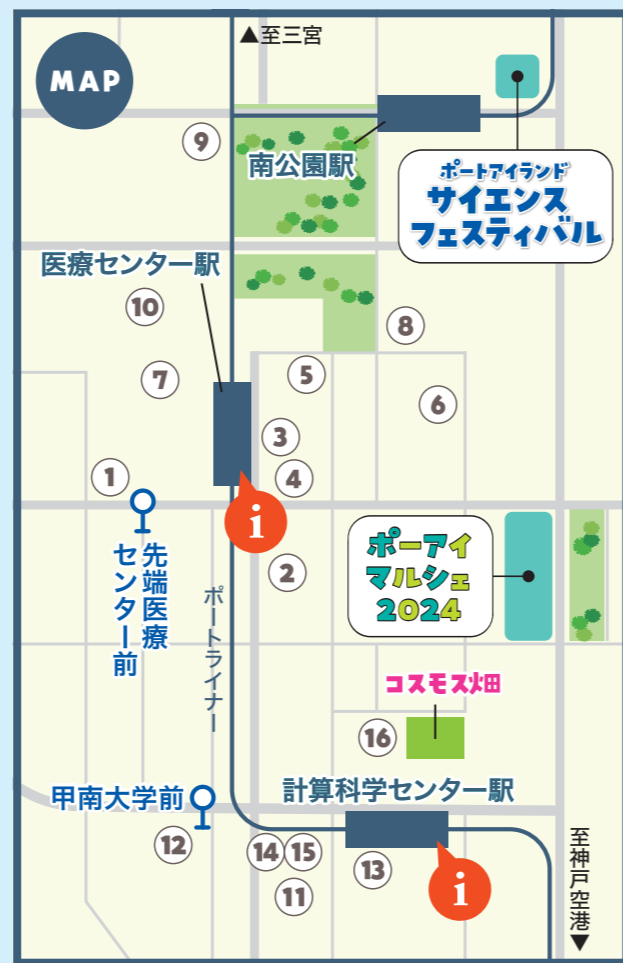 ▲至三宮
MAP
⑨
南公園駅
ポートアイランド
サイエンス
フェスティバル
医療センター駅
⑩
⑧
⑦
⑤
⑥
③
①
④
i
先端医療
センター前
②
ポーアイ
マルシェ
2024
ポートライナー
コスモス畑
⑯
甲南大学前
計算科学センター駅
⑫
⑭
⑮
⑬
⑪
i
至神戸空港▼